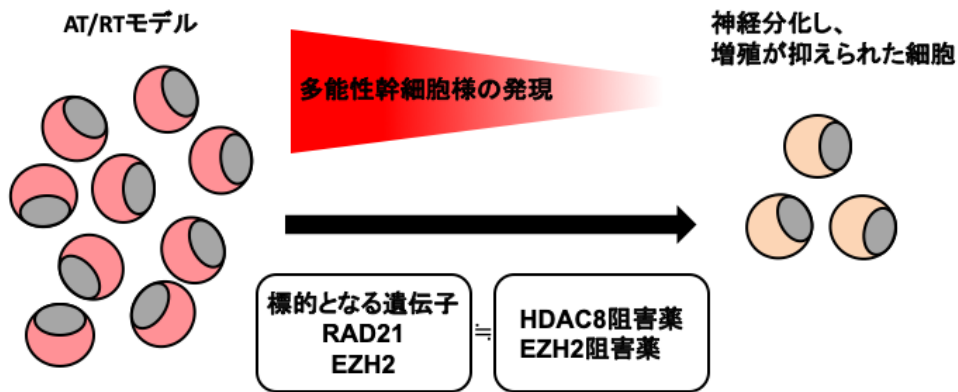 AT/RTモデル
多能性幹細胞様の発現
神経分化し、
増殖が抑えられた細胞
標的となる遺伝子
RAD21
EZH2
≒
HDAC8阻害薬
EZH2阻害薬